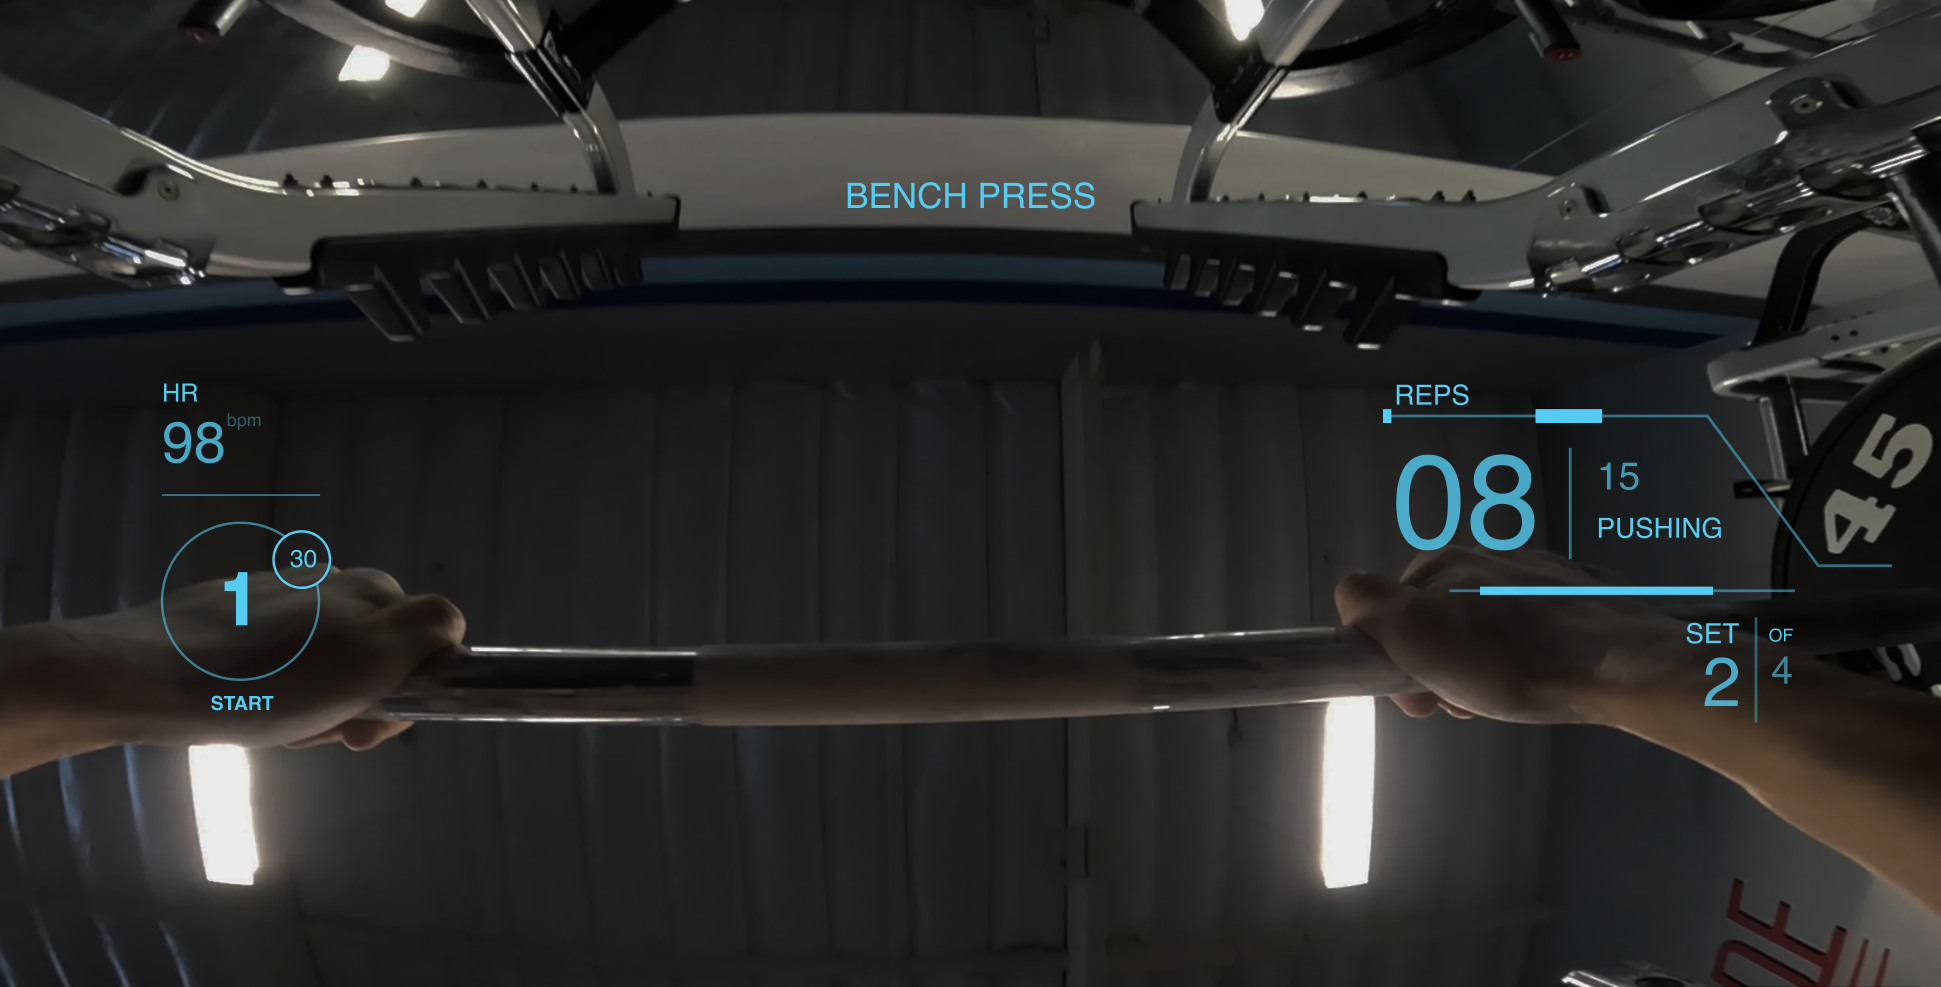 BENCH PRESS
HR
98 bpm
30
1
START
REPS
08
15
PUSHING
SET
2
OF
4
45